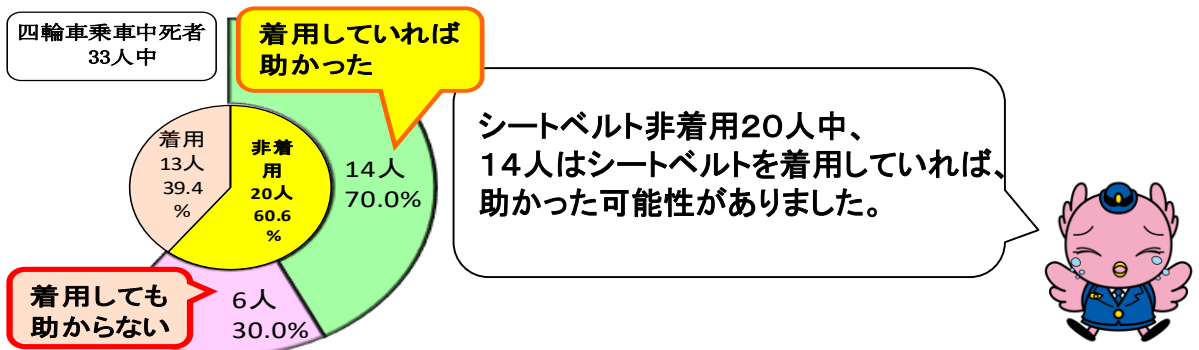 四輪車乗車中死者
33人中
着用していれば
助かった
着用
13人
39.4
%
非着
用
20人
60.6
%
14人
70.0%
シートベルト非着用20人中、
14人はシートベルトを着用していれば、
助かった可能性がありました。
着用しても
助からない
6人
30.0%